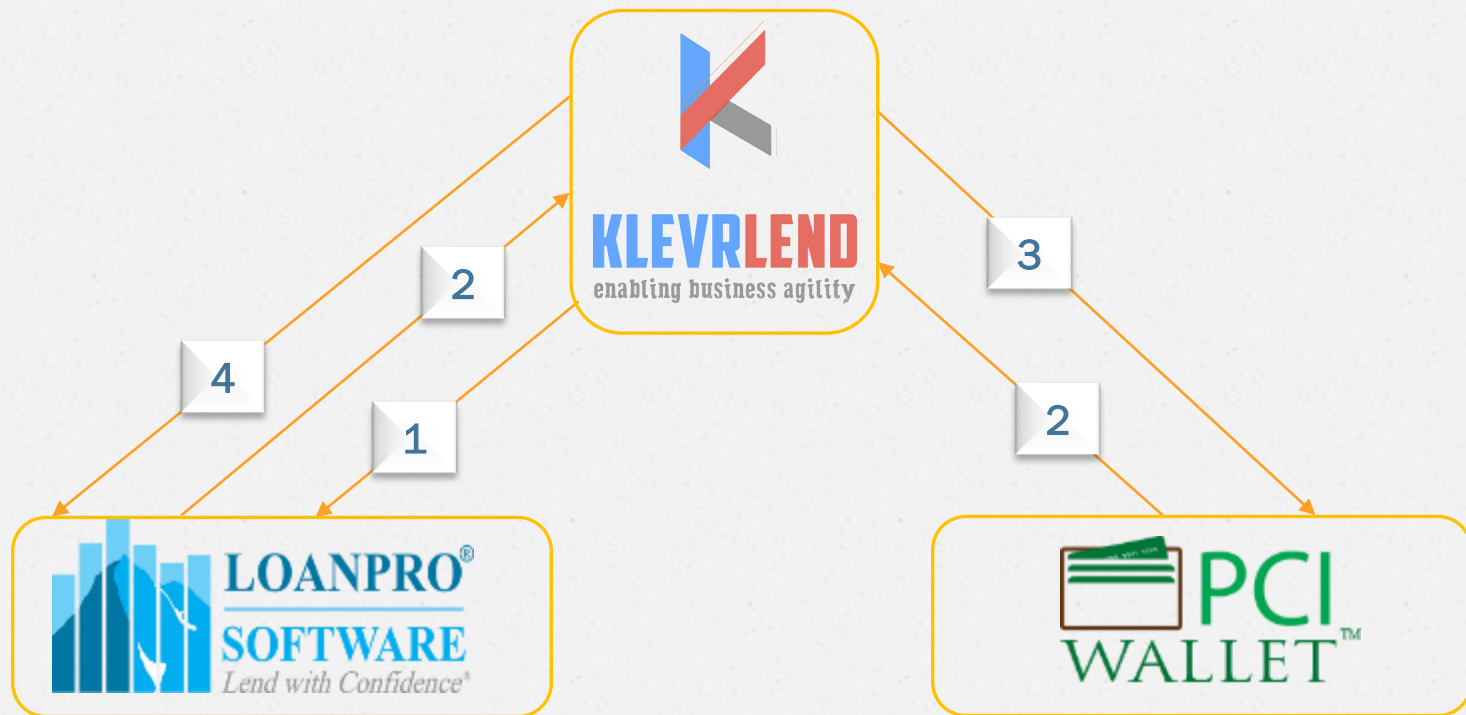 KLEVRLEND
enabling business agility
3
2
4
2
1
LOANPRO®
SOFTWARE
Lend with Confidence®
PCI
WALLET™